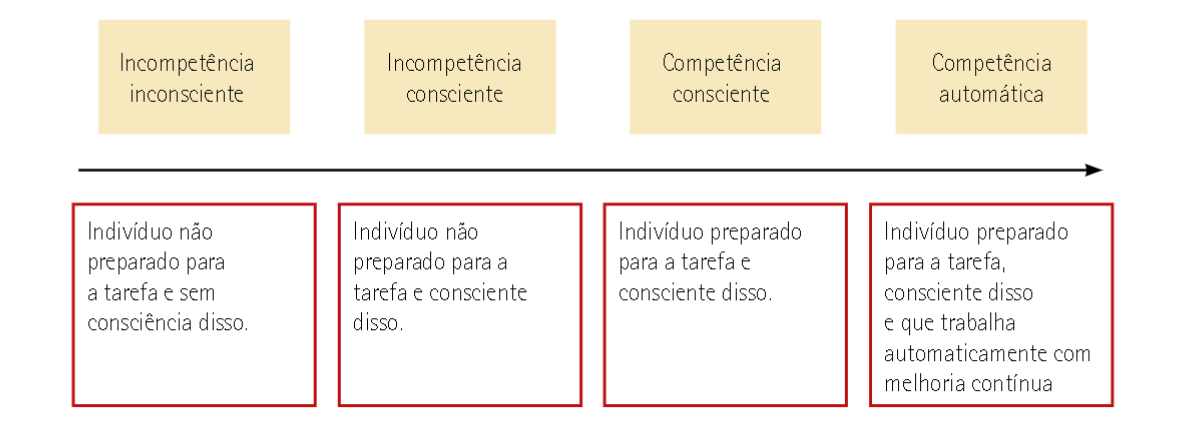 Incompetência
inconsciente
Incompetência
consciente
Competência
consciente
Competência
automática
Indivíduo não
preparado para
a tarefa e sem
consciência disso.
Indivíduo não
preparado para a
tarefa e consciente
disso.
Indivíduo preparado
para a tarefa e
consciente disso.
Indivíduo preparado
para a tarefa,
consciente disso
e que trabalha
automaticamente com
melhoria contínua